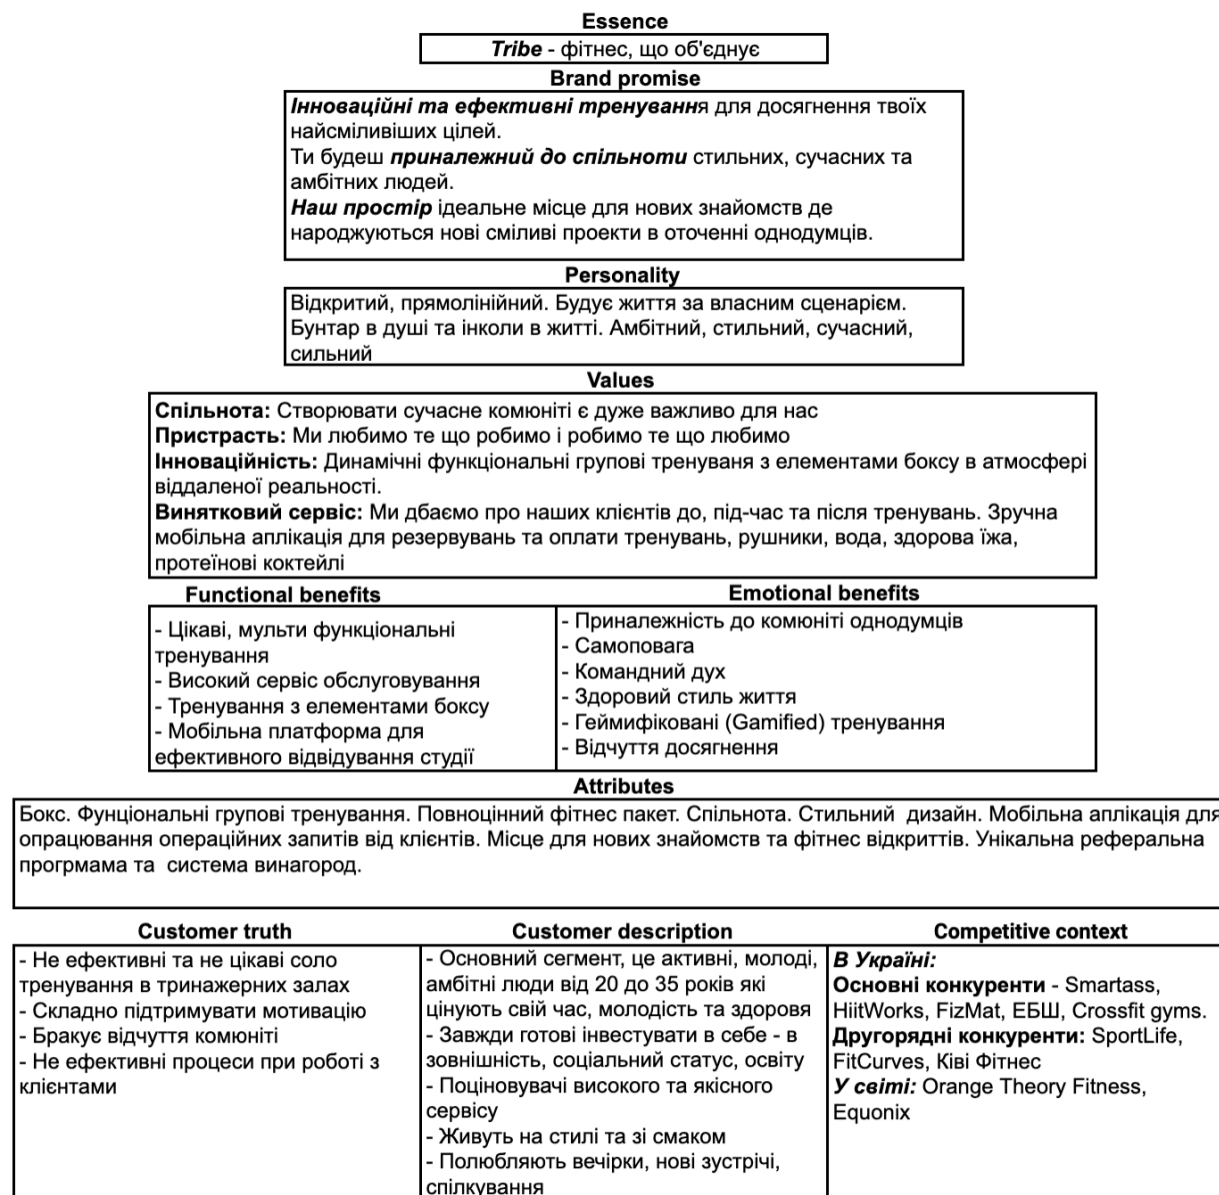 Essence
Tribe - фітнес, що об'єднує
Brand promise
Інноваційні та ефективні тренування для досягнення твоїх
найсміливіших цілей.
Ти будеш приналежний до спільноти стильних, сучасних та
амбітних людей.
Наш простір ідеальне місце для нових знайомств де
народжуються нові сміливі проекти в оточенні однодумців.
Personality
Відкритий, прямолінійний. Будує життя за власним сценарієм.
Бунтар в душі та інколи в житті. Амбітний, стильний, сучасний,
сильний
Values
Спільнота: Створювати сучасне комюніті є дуже важливо для нас
Пристрасть: Ми любимо те що робимо і робимо те що любимо
Інноваційність: Динамічні функціональні групові тренуваня з елементами боксу в атмосфері
віддаленої реальності.
Винятковий сервіс: Ми дбаємо про наших клієнтів до, під-час та після тренувань. Зручна
мобільна аплікація для резервувань та оплати тренувань, рушники, вода, здорова їжа,
протеїнові коктейлі
Functional benefits
- Цікаві, мульти функціональні
тренування
- Високий сервіс обслуговування
- Тренування з елементами боксу
- Мобільна платформа для
ефективного відвідування студії
Emotional benefits
- Приналежність до комюніті однодумців
- Самоповага
- Командний дух
- Здоровий стиль життя
- Геймифіковані (Gamified) тренування
- Відчуття досягнення
Attributes
Бокс. Фунціональні групові тренування. Повноцінний фітнес пакет. Спільнота. Стильний дизайн. Мобільна аплікація для
опрацювання операційних запитів від клієнтів. Місце для нових знайомств та фітнес відкриттів. Унікальна реферальна
прогрмама та система винагород.
Customer truth
- Не ефективні та не цікаві соло
тренування в тринажерних залах
- Складно підтримувати мотивацію
- Бракує відчуття комюніті
- Не ефективні процеси при роботі з
клієнтами
Customer description
- Основний сегмент, це активні, молоді,
амбітні люди від 20 до 35 років які
цінують свій час, молодість та здоровя
- Завжди готові інвестувати в себе - в
зовнішність, соціальний статус, освіту
- Поціновувачі високого та якісного
сервісу
- Живуть на стилі та зі смаком
- Полюбляють вечірки, нові зустрічі,
спілкування
Competitive context
В Україні:
Основні конкуренти - Smartass,
HiitWorks, FizMat, ЕБШ, Crossfit gyms.
Другорядні конкуренти: SportLife,
FitCurves, Ківі Фітнес
У світі: Orange Theory Fitness,
Equonix